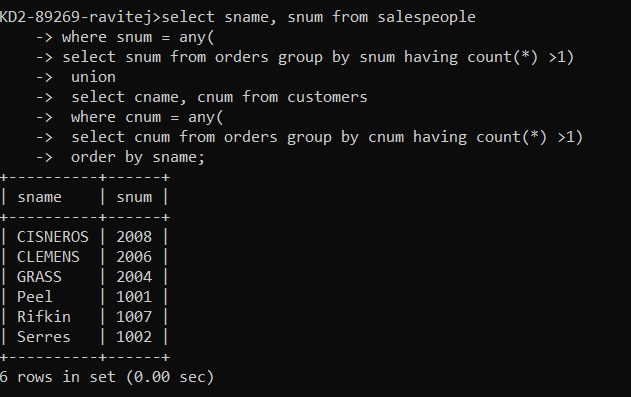 KD2-89269-ravitej>select sname, snum from salespeople
    -> where snum = any(
    -> select snum from orders group by snum having count(*) >1)
    ->  union
    ->  select cname, cnum from customers
    ->  where cnum = any(
    ->  select cnum from orders group by cnum having count(*) >1)
    ->  order by sname;
+----------+------+
| sname    | snum |
+----------+------+
| CISNEROS | 2008 |
| CLEMENS  | 2006 |
| GRASS    | 2004 |
| Peel     | 1001 |
| Rifkin   | 1007 |
| Serres   | 1002 |
+----------+------+
6 rows in set (0.00 sec)